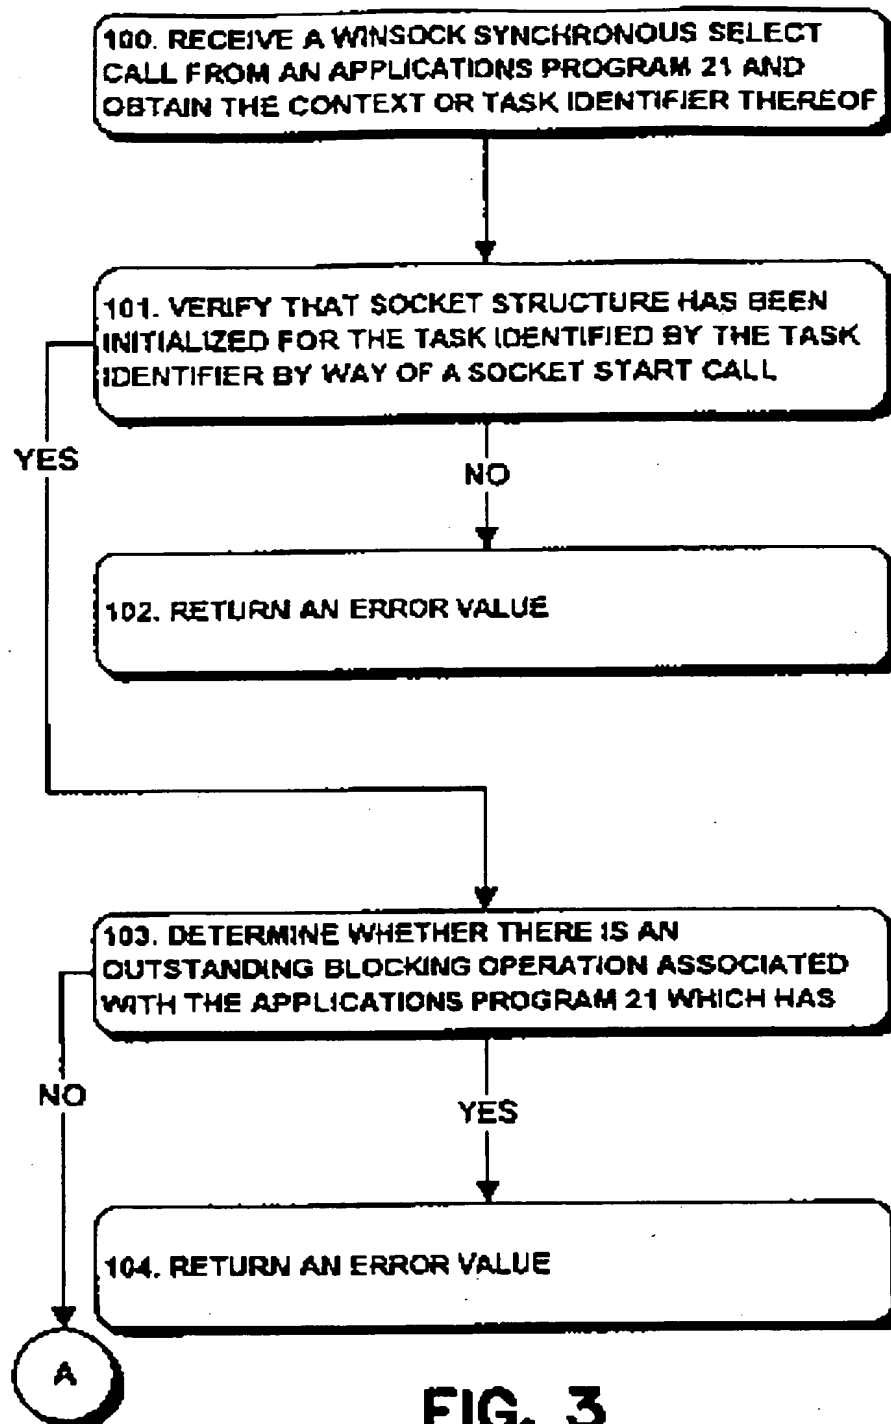 100. RECEIVE A WINSOCK SYNCHRONOUS SELECT
CALL FROM AN APPLICATIONS PROGRAM 21 AND
OBTAIN THE CONTEXT OR TASK IDENTIFIER THEREOF
101. VERIFY THAT SOCKET STRUCTURE HAS BEEN
INITIALIZED FOR THE TASK IDENTIFIED BY THE TASK
IDENTIFIER BY WAY OF A SOCKET START CALL
YES
NO
102. RETURN AN ERROR VALUE
103. DETERMINE WHETHER THERE IS AN
OUTSTANDING BLOCKING OPERATION ASSOCIATED
WITH THE APPLICATIONS PROGRAM 21 WHICH HAS
NO
YES
104. RETURN AN ERROR VALUE
A
FIG. 3